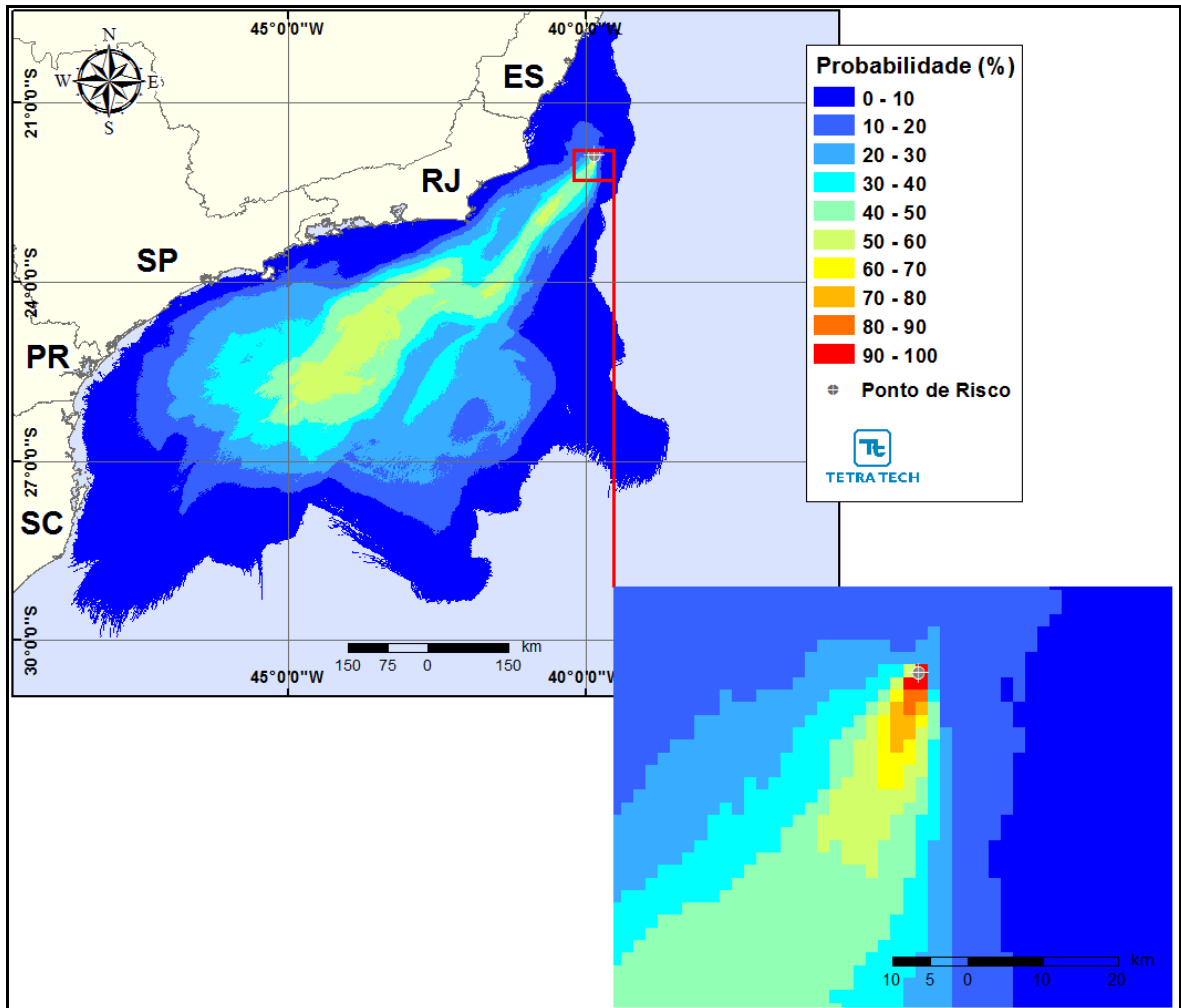 45°0'0"W
40°0'0"W
N
W
E
S
ES
21°0'0"S
RJ
SP
24°0'0"S
PR
27°0'0"S
SC
30°0'0"S
km
150 75 0 150
45°0'0"W
40°0'0"W
Probabilidade (%)
0 - 10
10 - 20
20 - 30
30 - 40
40 - 50
50 - 60
60 - 70
70 - 80
80 - 90
90 - 100
Ponto de Risco
Tt
TETRA TECH
km
10 5 0 10 20